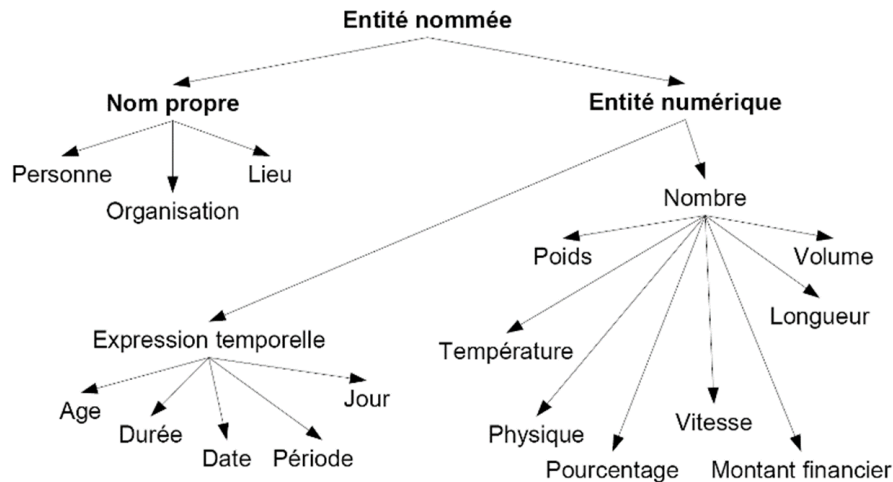 Entité nommée
Nom propre
Entité numérique
Personne
Lieu
Organisation
Nombre
Poids
Volume
Longueur
Température
Expression temporelle
Age
Jour
Durée
Date
Période
Vitesse
Physique
Pourcentage
Montant financier